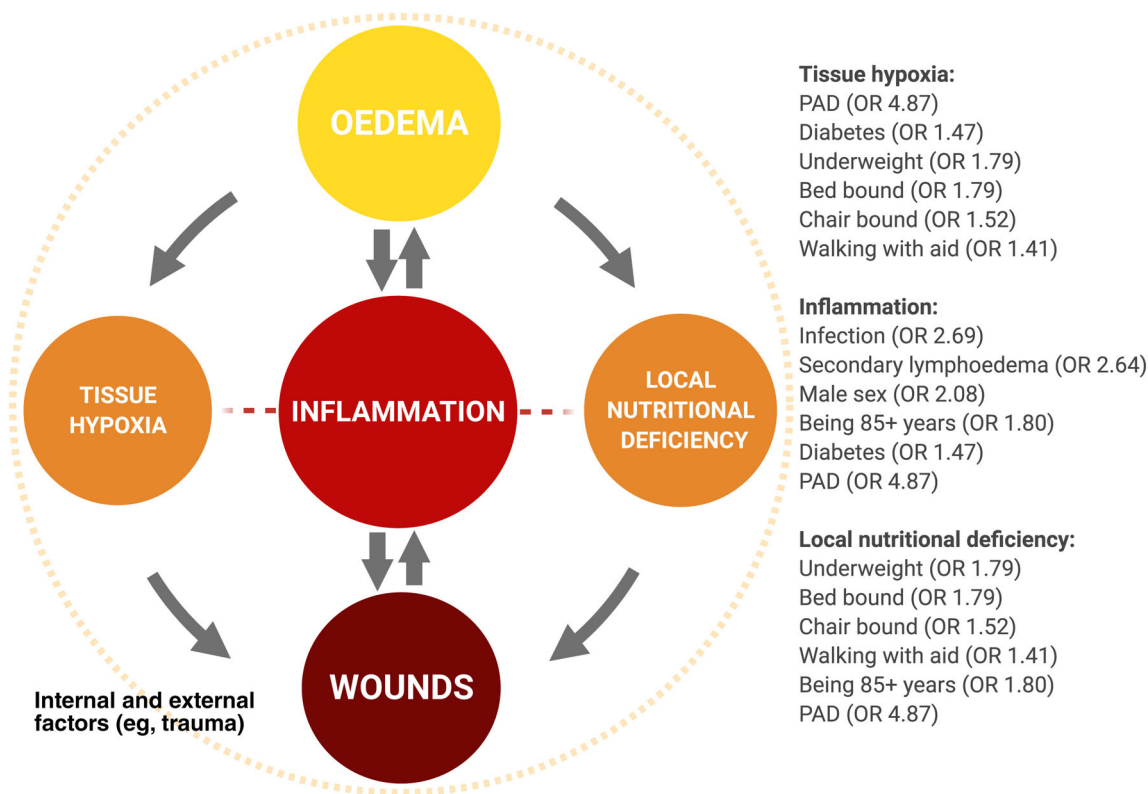 OEDEMA
TISSUE
HYPOXIA
INFLAMMATION
LOCAL
NUTRITIONAL
DEFICIENCY
WOUNDS
Internal and external
factors (eg, trauma)
Tissue hypoxia:
PAD (OR 4.87)
Diabetes (OR 1.47)
Underweight (OR 1.79)
Bed bound (OR 1.79)
Chair bound (OR 1.52)
Walking with aid (OR 1.41)
Inflammation:
Infection (OR 2.69)
Secondary lymphoedema (OR 2.64)
Male sex (OR 2.08)
Being 85+ years (OR 1.80)
Diabetes (OR 1.47)
PAD (OR 4.87)
Local nutritional deficiency:
Underweight (OR 1.79)
Bed bound (OR 1.79)
Chair bound (OR 1.52)
Walking with aid (OR 1.41)
Being 85+ years (OR 1.80)
PAD (OR 4.87)